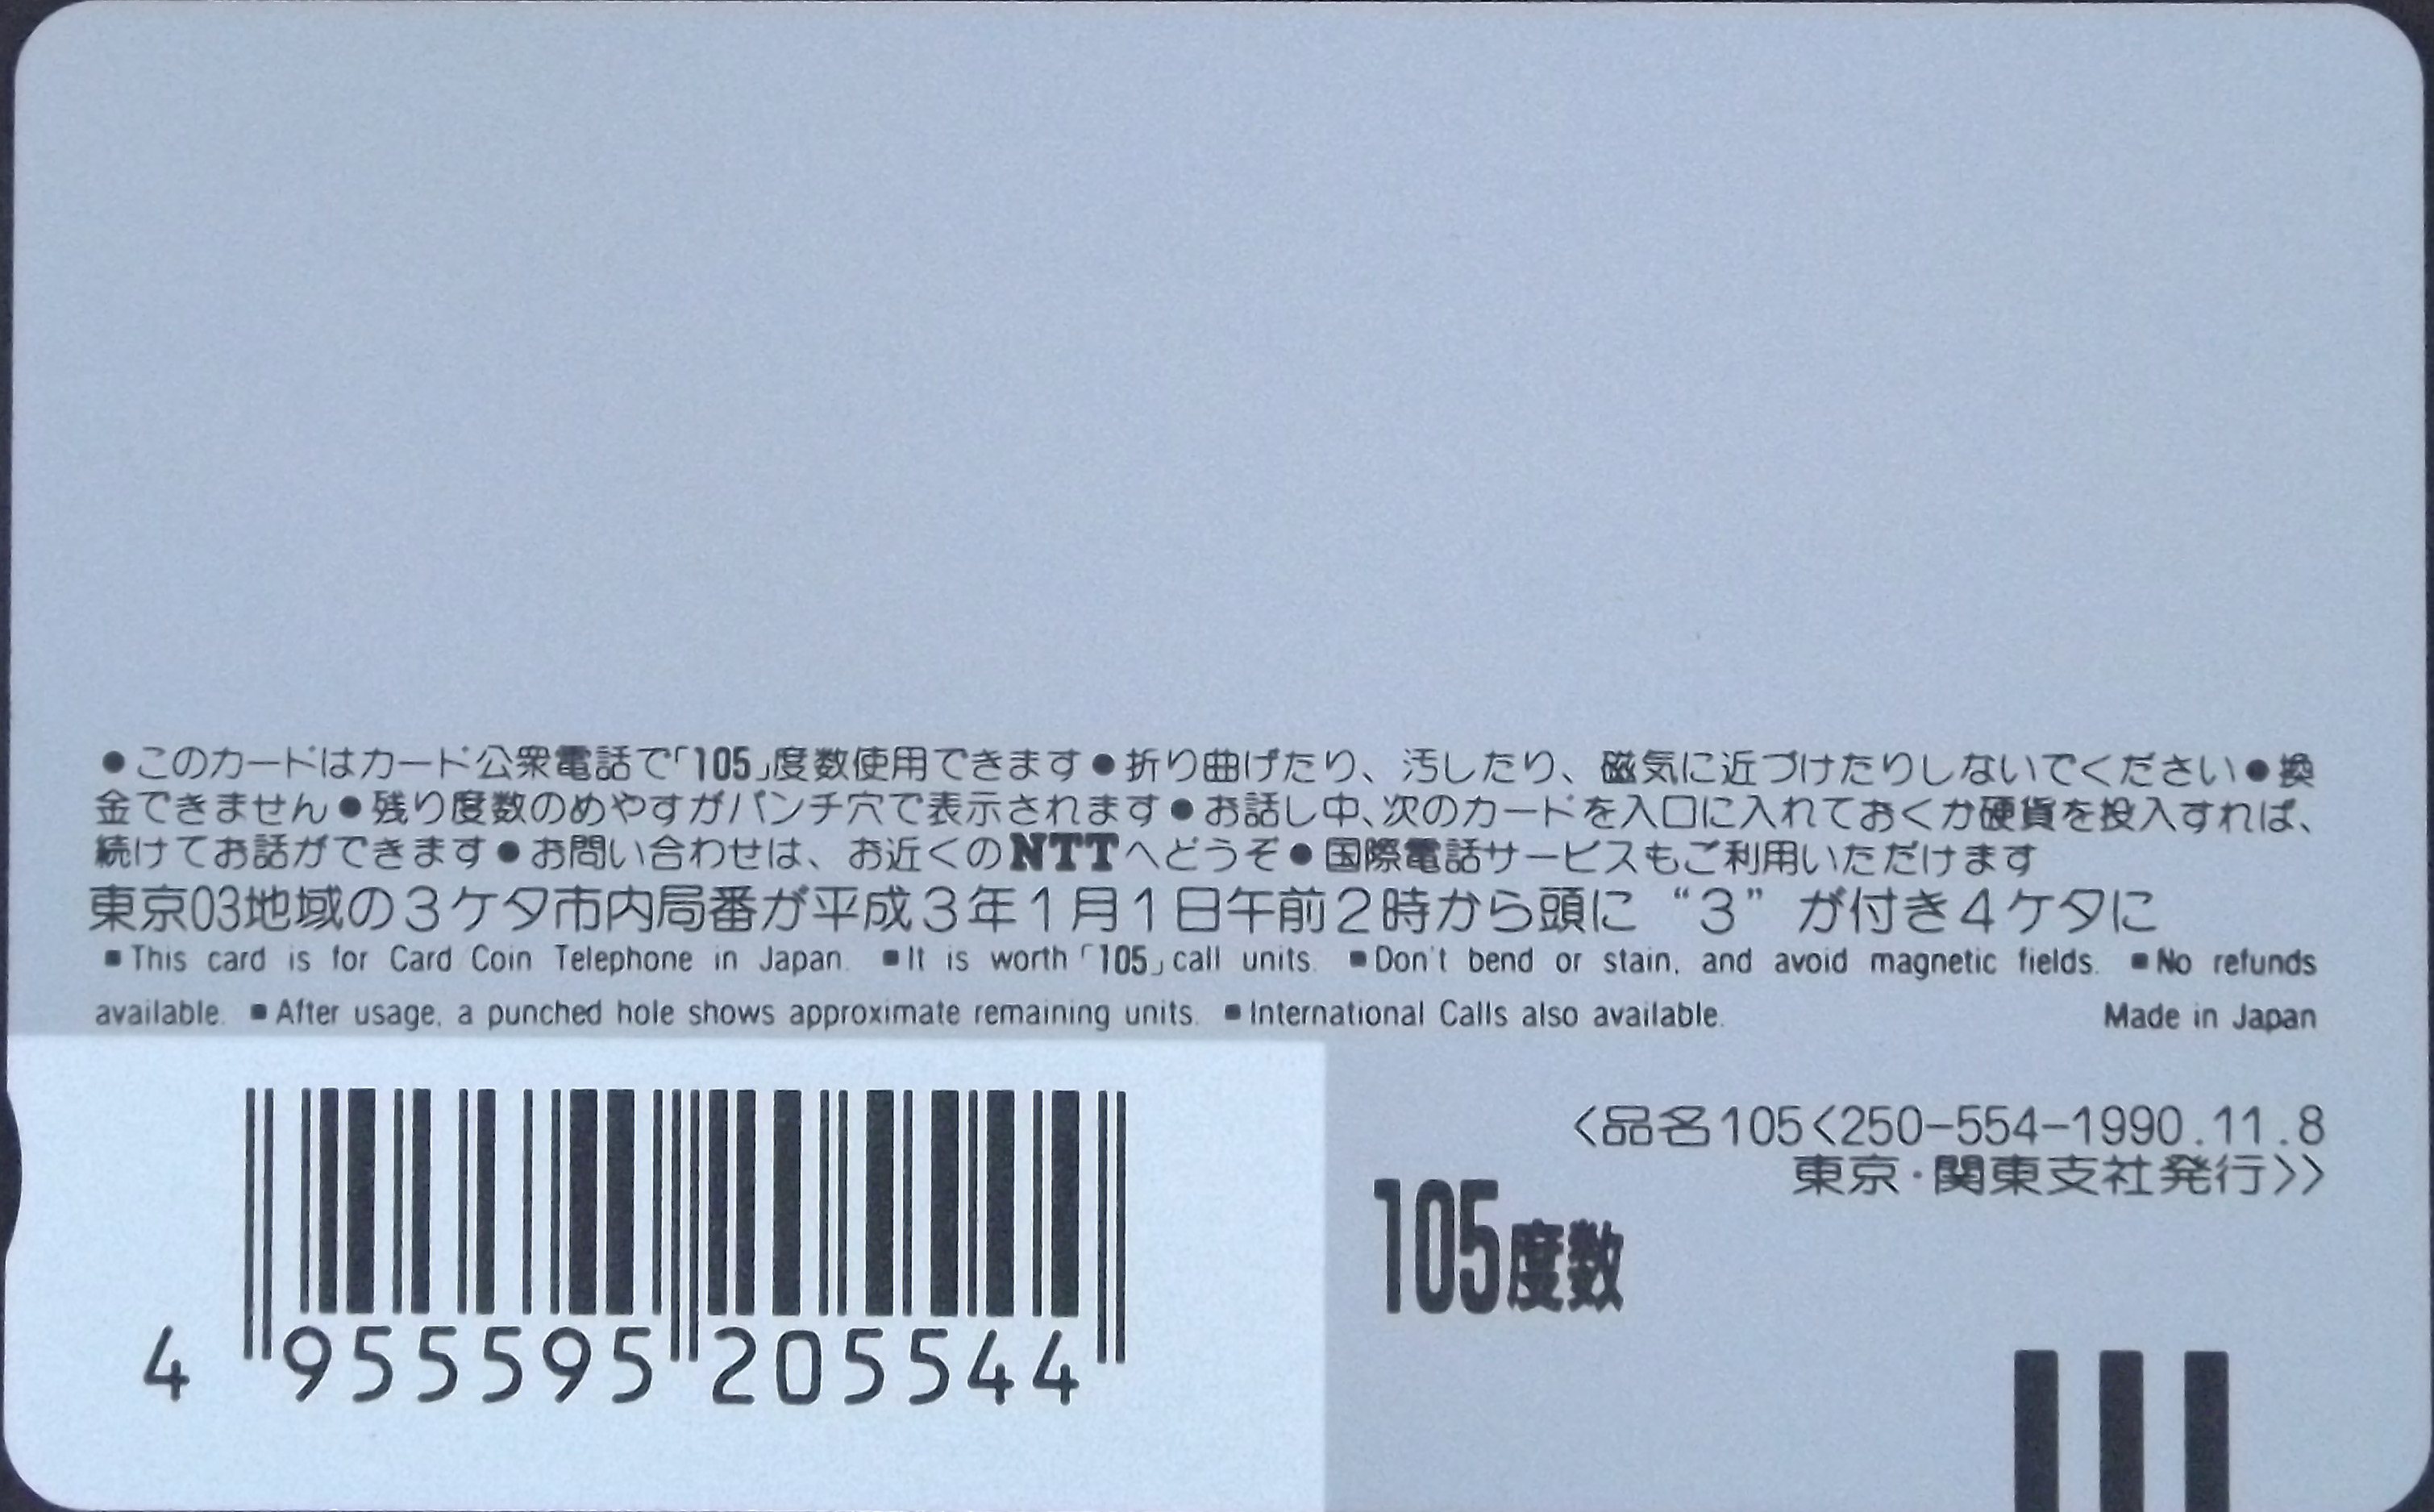 ●このカードはカード公衆電話で「105」度数使用できます●折り曲げたり、汚したり、磁気に近づけたりしないでください●換
金できません●残り度数のめやすがパンチ穴で表示されます●お話し中、次のカードを入口に入れておくか硬貨を投入すれば、
続けてお話ができます●お問い合わせは、お近くのNTTへどうぞ●国際電話サービスもご利用いただけます
東京03地域の3ケタ市内局番が平成3年1月1日午前2時から頭に“3”が付き4ケタに
■This card is for Card Coin Telephone in Japan. ■It is worth「105」call units. ■Don't bend or stain, and avoid magnetic fields. ■No refunds
available. ■After usage, a punched hole shows approximate remaining units. ■International Calls also available. Made in Japan
<品名105<250-554-1990.11.8
東京・関東支社発行>>
105度数
4 955595 205544